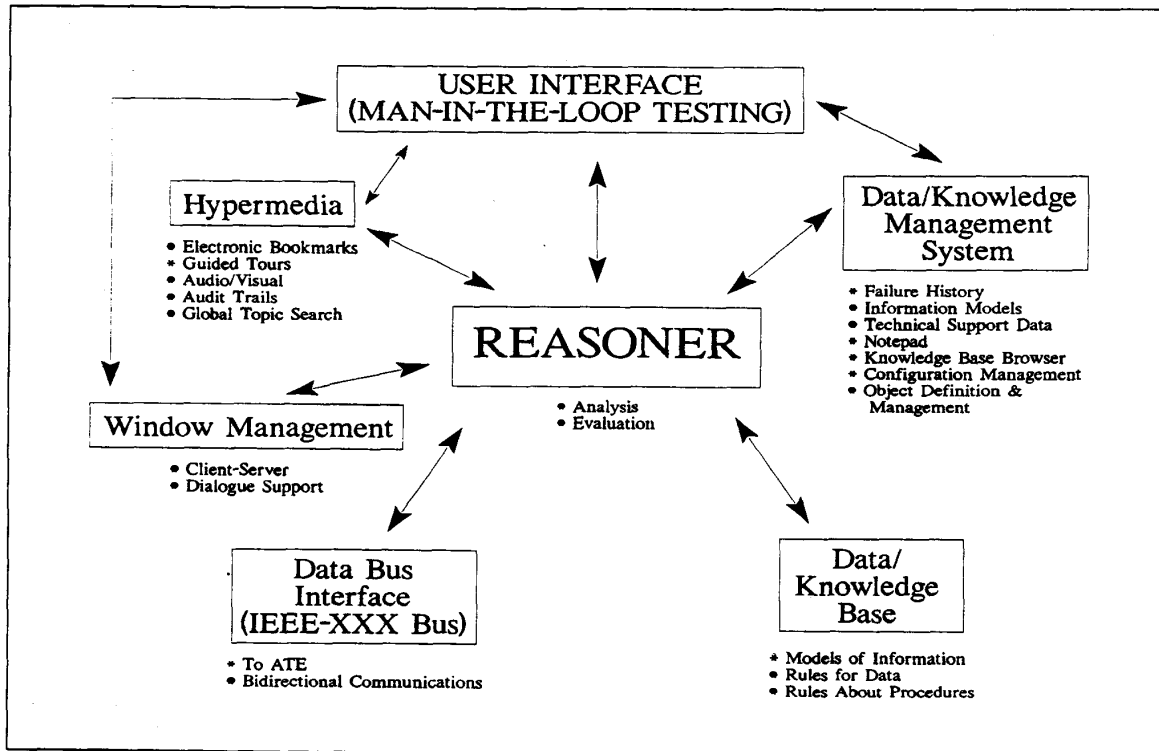 USER INTERFACE
(MAN-IN-THE-LOOP TESTING)
Hypermedia
• Electronic Bookmarks
* Guided Tours
• Audio/Visual
• Audit Trails
• Global Topic Search
Data/Knowledge
Management
System
* Failure History
• Information Models
• Technical Support Data
* Notepad
• Knowledge Base Browser
* Configuration Management
• Object Definition &
Management
REASONER
* Analysis
• Evaluation
Window Management
• Client-Server
• Dialogue Support
Data Bus
Interface
(IEEE-XXX Bus)
* To ATE
• Bidirectional Communications
Data/
Knowledge
Base
* Models of Information
• Rules for Data
• Rules About Procedures